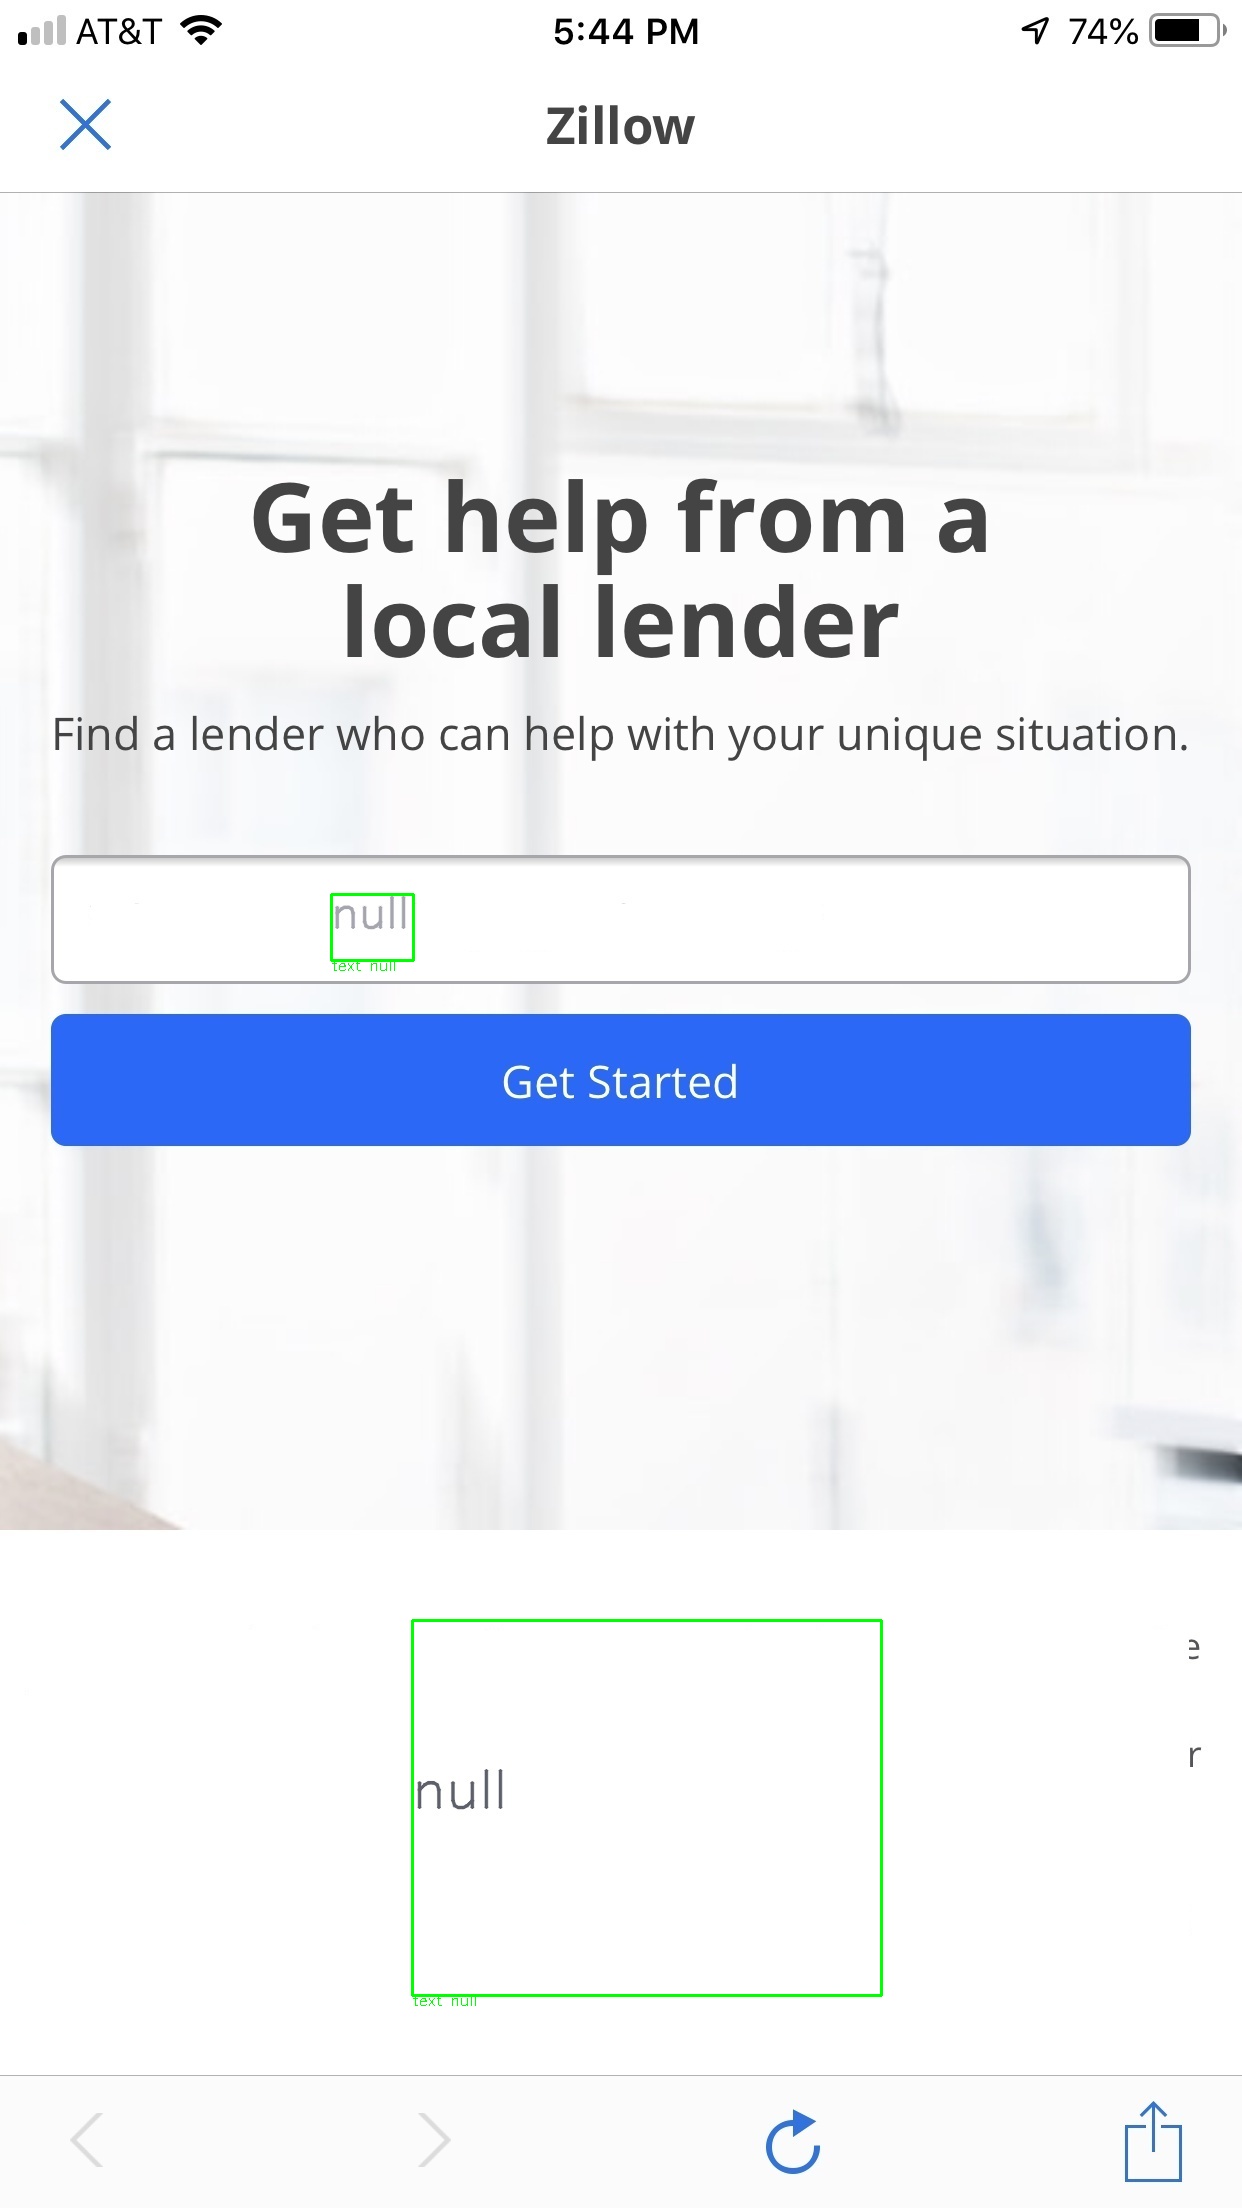 AT&T
5:44 PM
74%
Zillow
Get help from a
local lender
Find a lender who can help with your unique situation.
null
text null
Get Started
e
r
null
text null